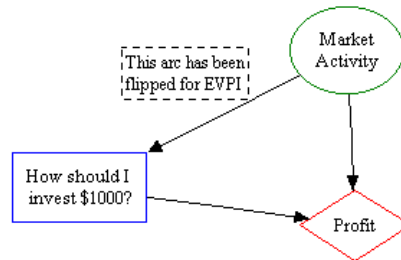 Market
Activity
This arc has been
flipped for EVPI
How should I
invest $1000?
Profit